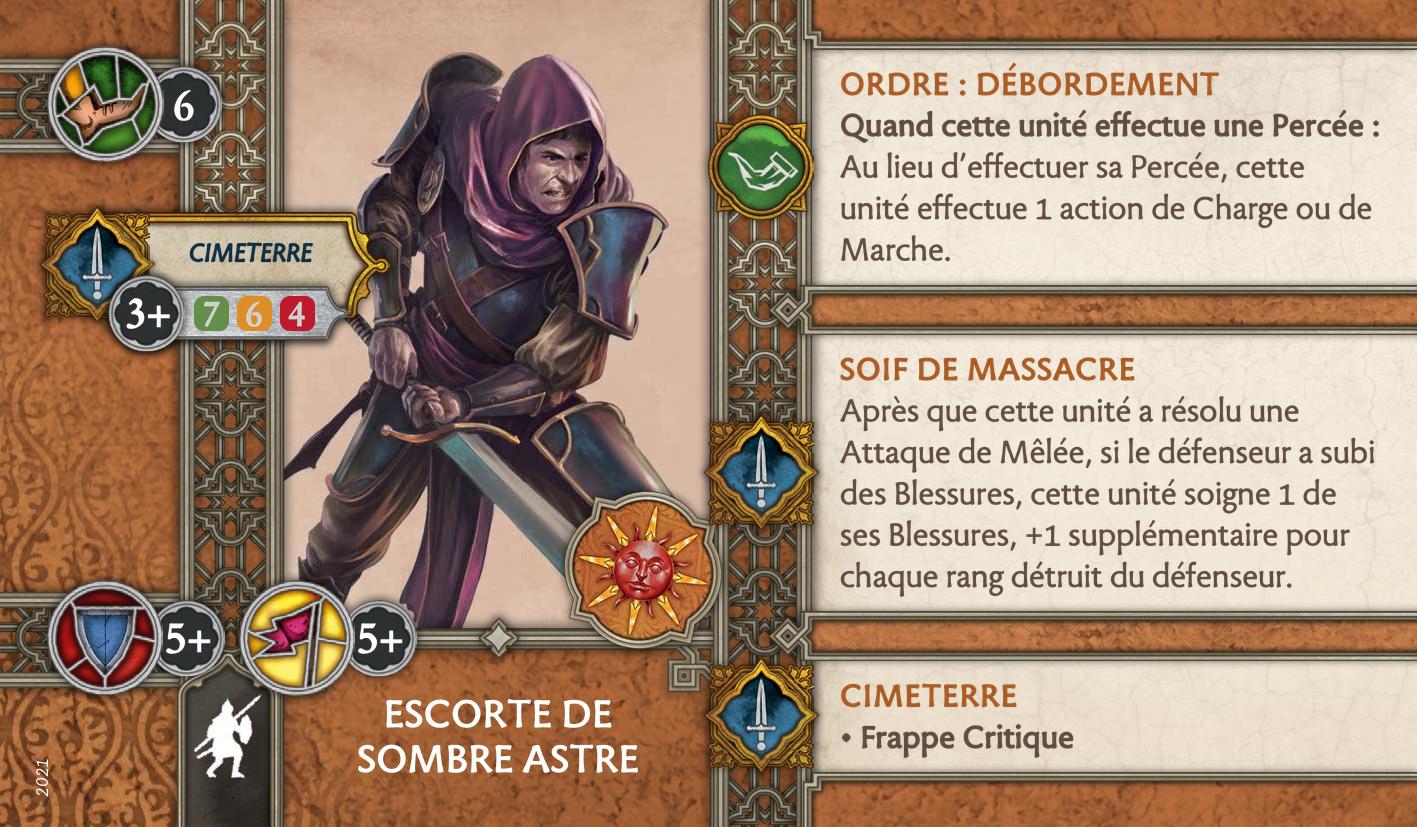 6
CIMETERRE
3+ 7 6 4
5+ 5+
ESCORTE DE
SOMBRE ASTRE
2021
ORDRE : DÉBORDEMENT
Quand cette unité effectue une Percée :
Au lieu d'effectuer sa Percée, cette
unité effectue 1 action de Charge ou de
Marche.
SOIF DE MASSACRE
Après que cette unité a résolu une
Attaque de Mêlée, si le défenseur a subi
des Blessures, cette unité soigne 1 de
ses Blessures, +1 supplémentaire pour
chaque rang détruit du défenseur.
CIMETERRE
• Frappe Critique